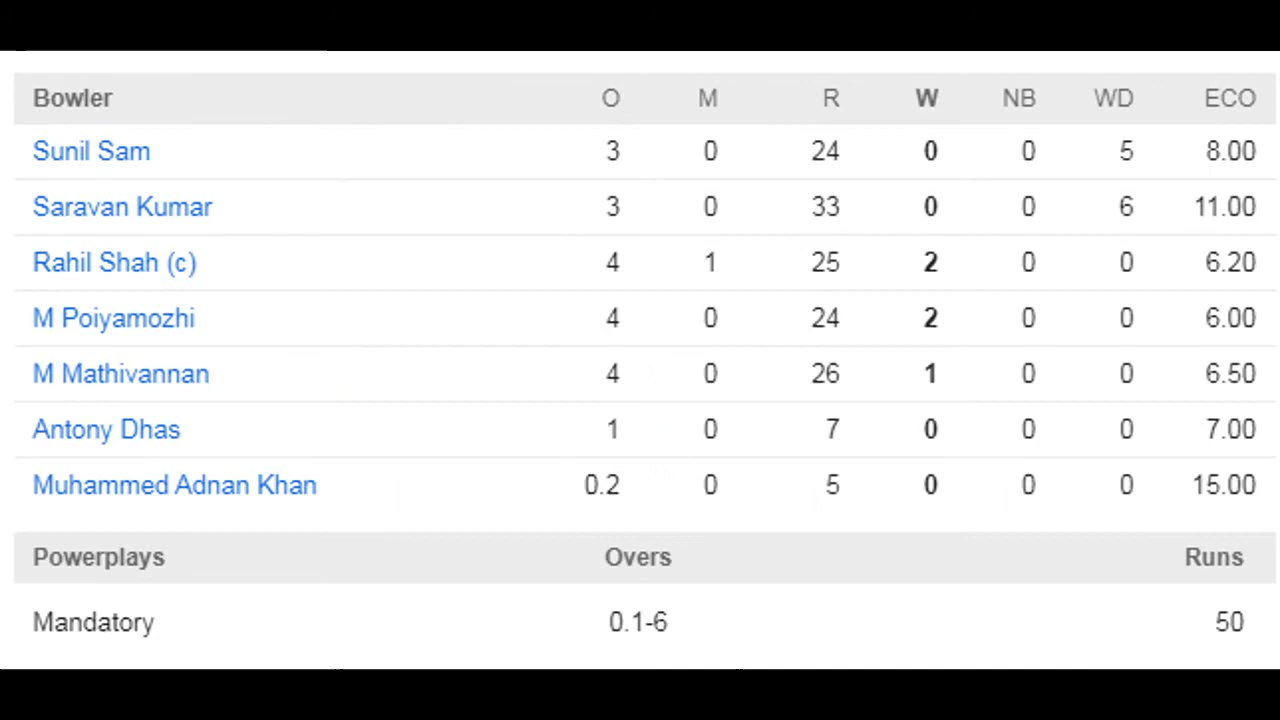 Bowler O M R W NB WD ECO
Sunil Sam 3 0 24 0 0 5 8.00
Saravan Kumar 3 0 33 0 0 6 11.00
Rahil Shah (c) 4 1 25 2 0 0 6.20
M Poiyamozhi 4 0 24 2 0 0 6.00
M Mathivannan 4 0 26 1 0 0 6.50
Antony Dhas 1 0 7 0 0 0 7.00
Muhammed Adnan Khan 0.2 0 5 0 0 0 15.00
Powerplays Overs Runs
Mandatory 0.1-6 50